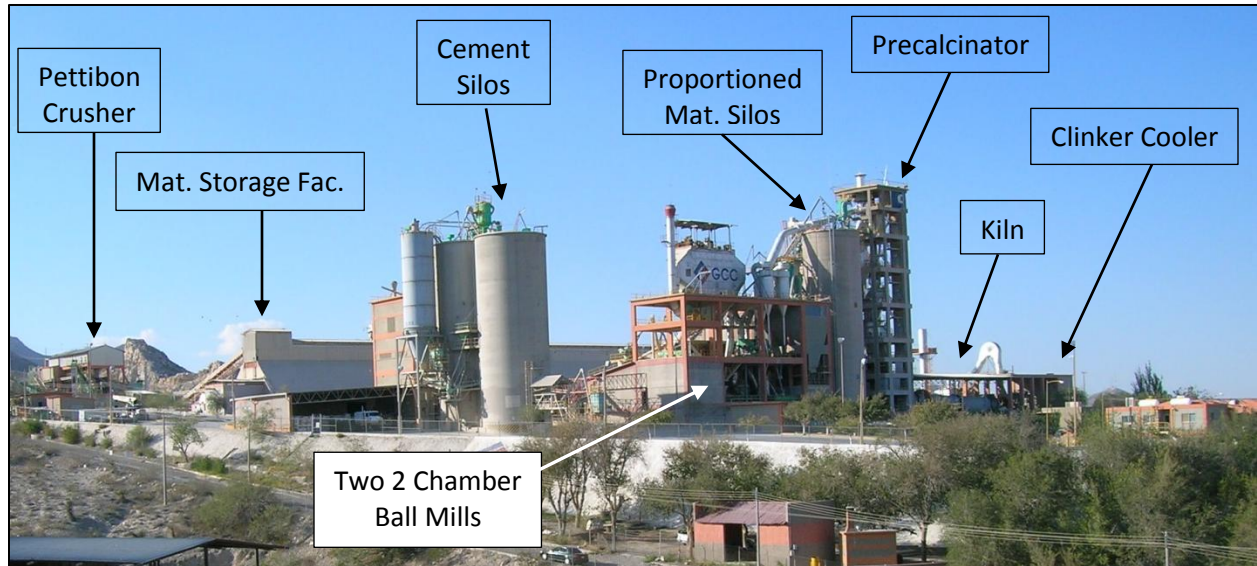 Pettibon
Crusher
Mat. Storage Fac.
Cement
Silos
Proportioned
Mat. Silos
Precalcinator
Clinker Cooler
Kiln
GCC
Two 2 Chamber
Ball Mills